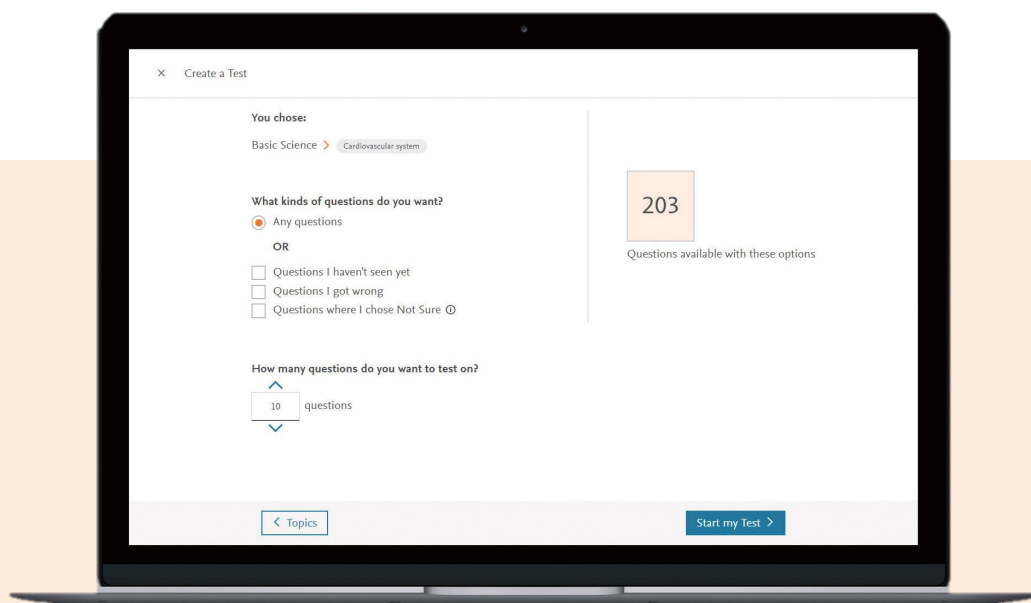 × Create a Test
You chose:
Basic Science > Cardiovascular system
What kinds of questions do you want?
Any questions
OR
Questions I haven't seen yet
Questions I got wrong
Questions where I chose Not Sure ⓘ
203
Questions available with these options
How many questions do you want to test on?
10 questions
< Topics
Start my Test >